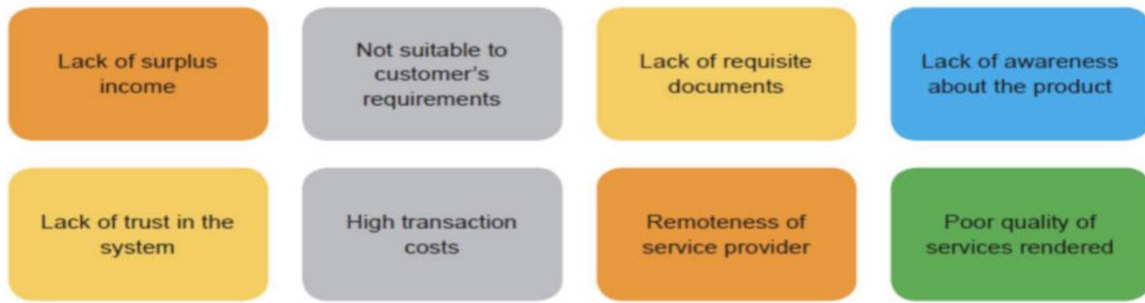 Lack of surplus
income
Not suitable to
customer's
requirements
Lack of requisite
documents
Lack of awareness
about the product
Lack of trust in the
system
High transaction
costs
Remoteness of
service provider
Poor quality of
services rendered